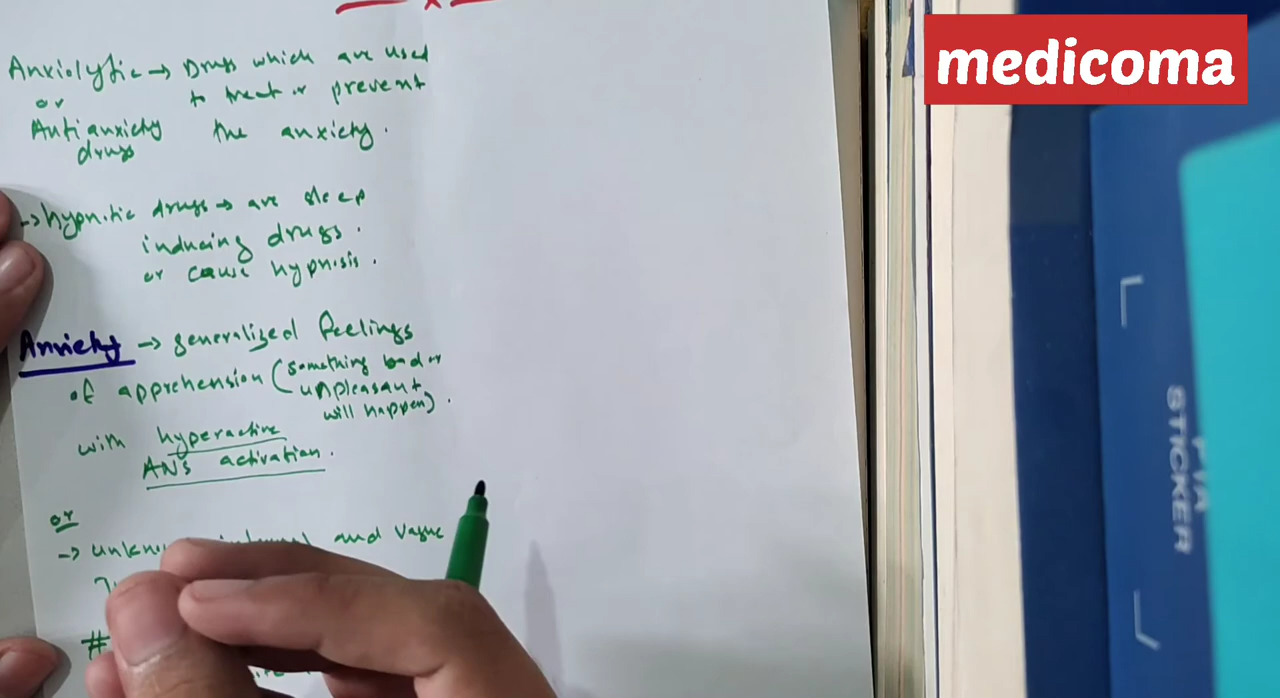 medicoma
Anxiolytic → Drugs which are used
or to treat or prevent
Antianxiety the anxiety.
drugs
→ hypnotic drugs → are sleep
inducing drugs.
or cause hypnosis.
Anxiety → generalized feelings
of apprehension (something bad or
unpleasant
will happen).
with hyperactive
ANS activation.
or
→ and vague
#
PVA
STICKER